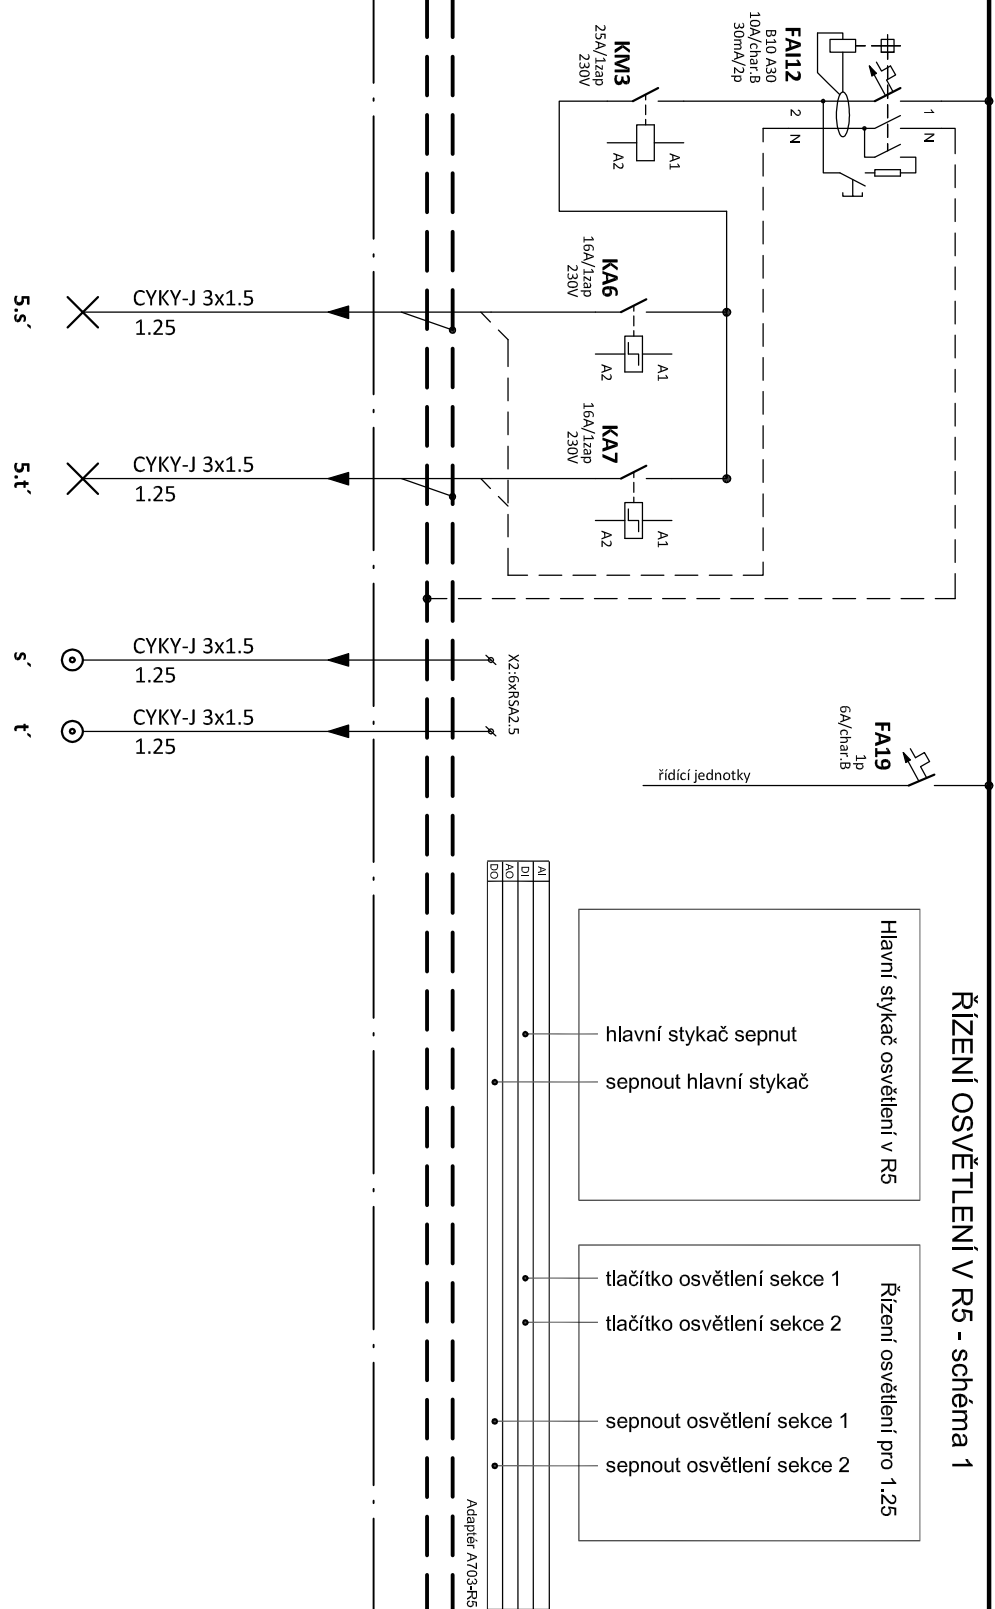 ŘÍZENÍ OSVĚTLENÍ V R5 - schéma 1
FAI12
B10 A30
10A/char.B
30mA/2p
1
N
2
N
KM3
25A/1zap
230V
A1
A2
KA6
16A/1zap
230V
A1
A2
KA7
16A/1zap
230V
A1
A2
CYKY-J 3x1.5
1.25
5.s´
CYKY-J 3x1.5
1.25
5.t´
X2:6xRSA2.5
CYKY-J 3x1.5
1.25
s´
CYKY-J 3x1.5
1.25
t´
FA19
1p
6A/char.B
řídící jednotky
AI
DI
AO
DO
Hlavní stykač osvětlení v R5
hlavní stykač sepnut
sepnout hlavní stykač
Řízení osvětlení pro 1.25
tlačítko osvětlení sekce 1
tlačítko osvětlení sekce 2
sepnout osvětlení sekce 1
sepnout osvětlení sekce 2
Adaptér A703-R5